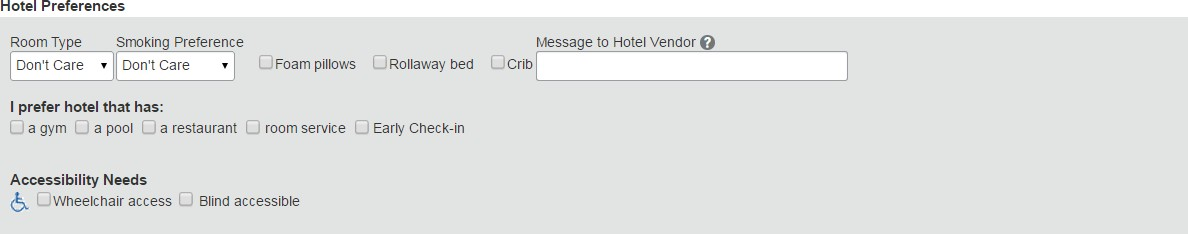 Hotel Preferences
Room Type Smoking Preference Message to Hotel Vendor ?
Don't Care Don't Care Foam pillows Rollaway bed Crib
I prefer hotel that has:
a gym a pool a restaurant room service Early Check-in
Accessibility Needs
Wheelchair access Blind accessible